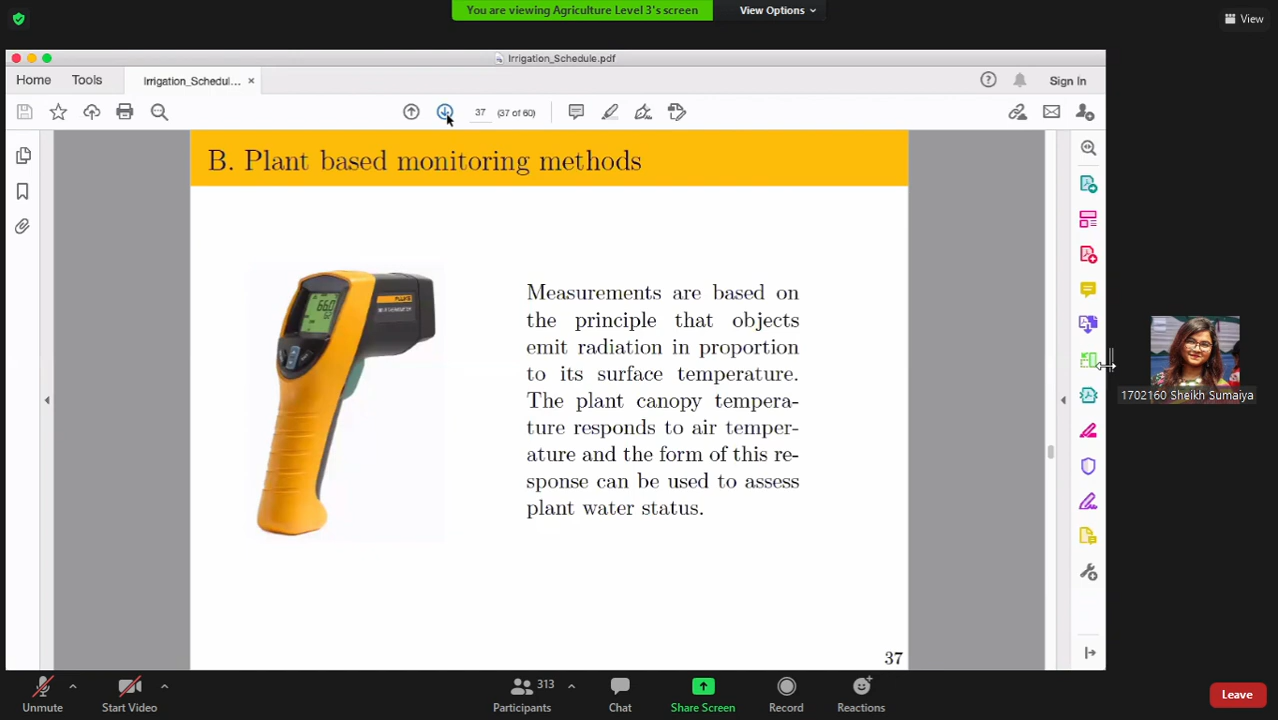 You are viewing Agriculture Level 3's screen
View Options
View
Irrigation_Schedule.pdf
Home
Tools
Irrigation_Schedul...
Sign In
37
(37 of 60)
B. Plant based monitoring methods
66.0
FLUKE
Measurements are based on
the principle that objects
emit radiation in proportion
to its surface temperature.
The plant canopy tempera-
ture responds to air temper-
ature and the form of this re-
sponse can be used to assess
plant water status.
37
1702160 Sheikh Sumaiya
Unmute
Start Video
313
Participants
Chat
Share Screen
Record
Reactions
Leave